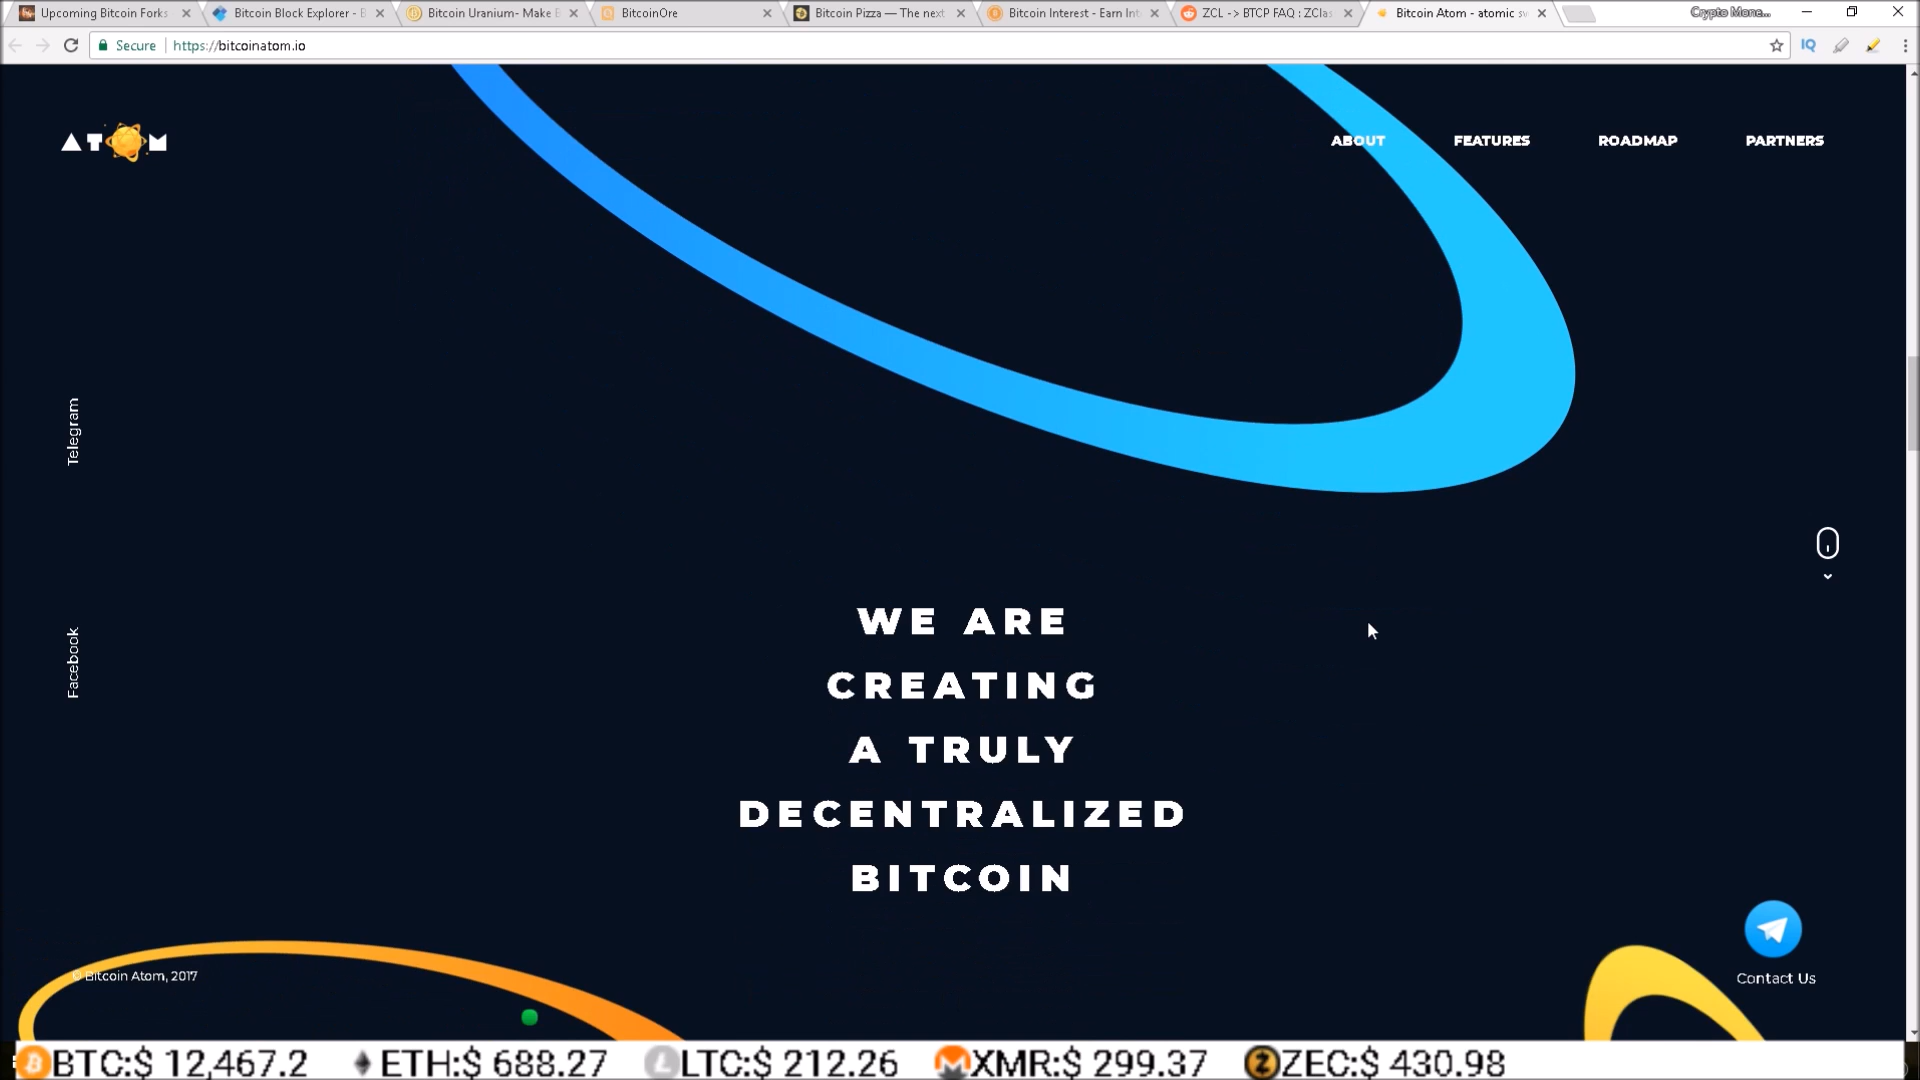 Upcoming Bitcoin Forks
Bitcoin Block Explorer - B
Bitcoin Uranium- Make B
BitcoinOre
Bitcoin Pizza — The next
Bitcoin Interest - Earn Int
ZCL -> BTCP FAQ : ZClas
Bitcoin Atom - atomic sw
Crypto Mone...
Secure
https://bitcoinatom.io
IQ
ATOM
ABOUT
FEATURES
ROADMAP
PARTNERS
Telegram
Facebook
WE ARE
CREATING
A TRULY
DECENTRALIZED
BITCOIN
© Bitcoin Atom, 2017
Contact Us
BTC:$ 12,467.2 ETH:$ 688.27 LTC:$ 212.26 XMR:$ 299.37 ZEC:$ 430.98